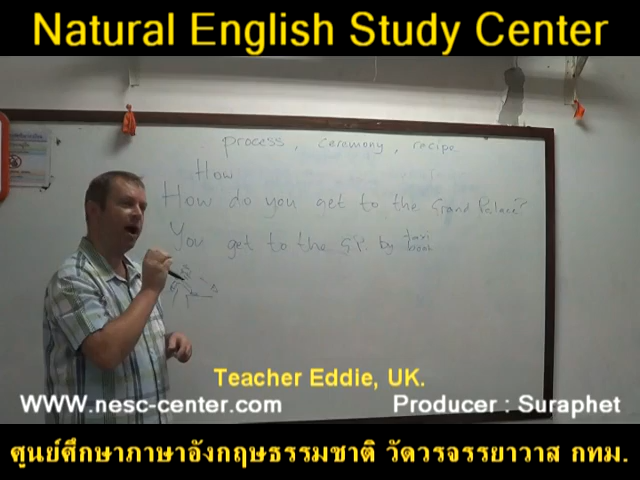 Natural English Study Center
process, ceremony, recipe
How
How do you get to the Grand Palace?
You get to the G.P. by taxi
boat
Teacher Eddie, UK.
WWW.nesc-center.com
Producer : Suraphet
ศูนย์ศึกษาภาษาอังกฤษธรรมชาติ วัดวรจรรยาวาส กทม.